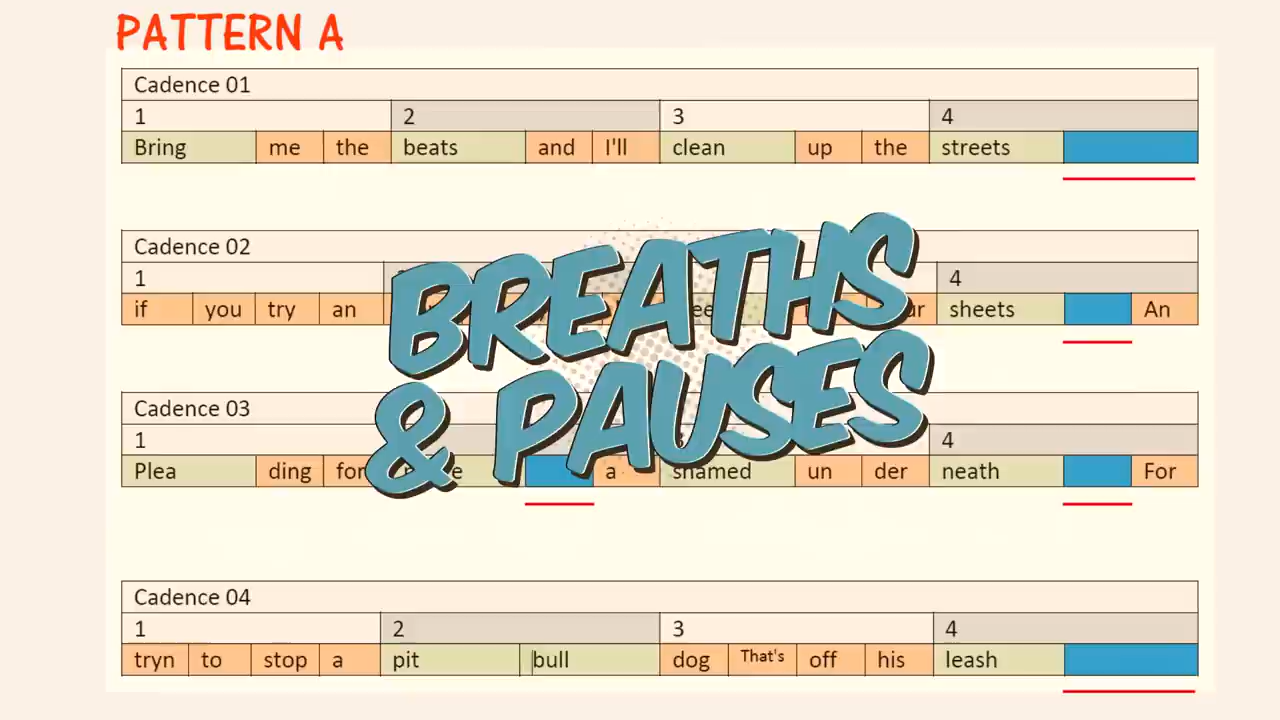 PATTERN A
Cadence 01
1 2 3 4
Bring me the beats and I'll clean up the streets
Cadence 02
1 4
if you try an sheets An
BREATHS
& PAUSES
Cadence 03
1 4
Plea ding for a shamed un der neath For
Cadence 04
1 2 3 4
tryn to stop a pit bull dog That's off his leash